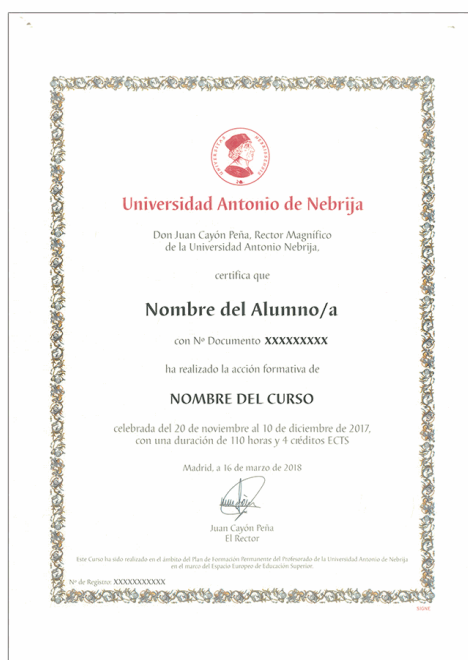 Universidad Antonio de Nebrija
Don Juan Cayón Peña, Rector Magnífico
de la Universidad Antonio Nebrija,
certifica que
Nombre del Alumno/a
con Nº Documento XXXXXXXXX
ha realizado la acción formativa de
NOMBRE DEL CURSO
celebrada del 20 de noviembre al 10 de diciembre de 2017,
con una duración de 110 horas y 4 créditos ECTS
Madrid, a 16 de marzo de 2018
Juan Cayón Peña
El Rector
Este Curso ha sido realizado en el ámbito del Plan de Formación Permanente del Profesorado de la Universidad Antonio de Nebrija
en el marco del Espacio Europeo de Educación Superior
Nº de Registro: XXXXXXXXXXX